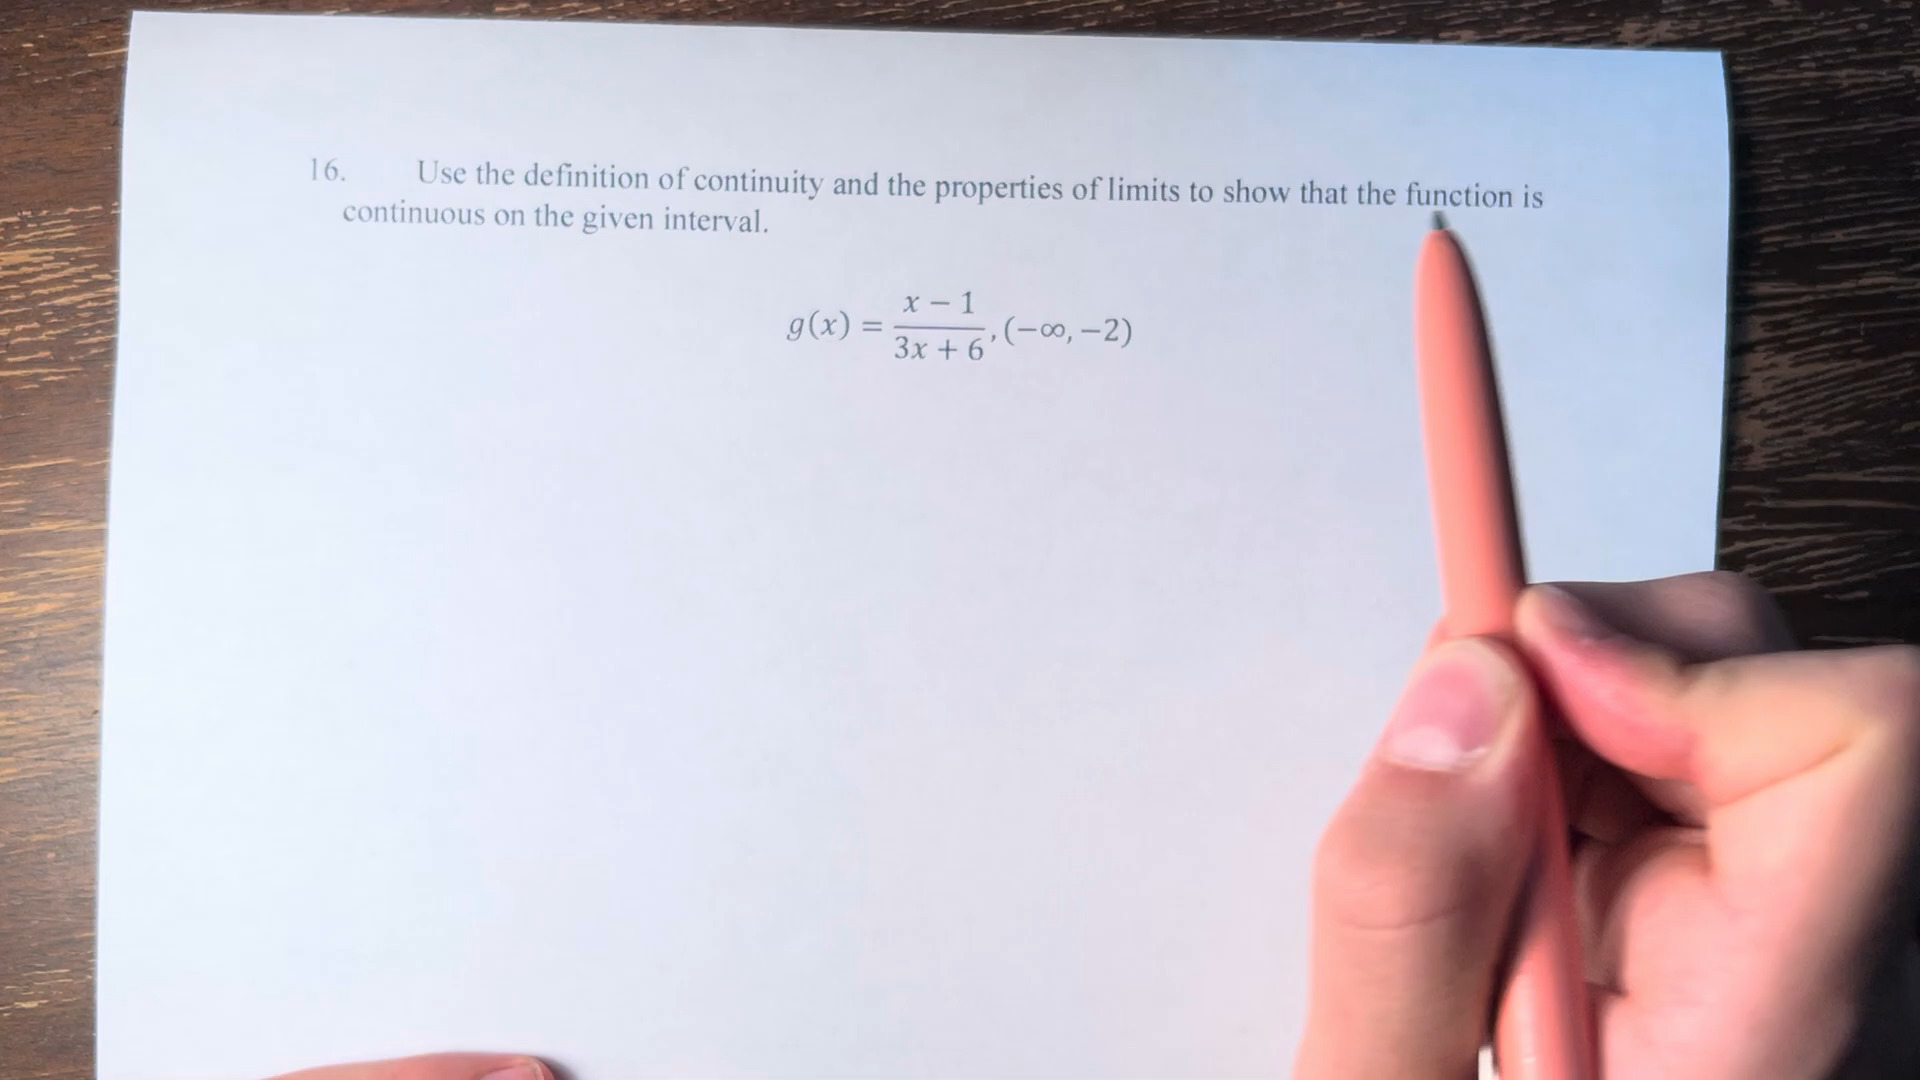 16. Use the definition of continuity and the properties of limits to show that the function is
continuous on the given interval.
g(x) = \frac{x − 1}{3x + 6}, (−∞, −2)